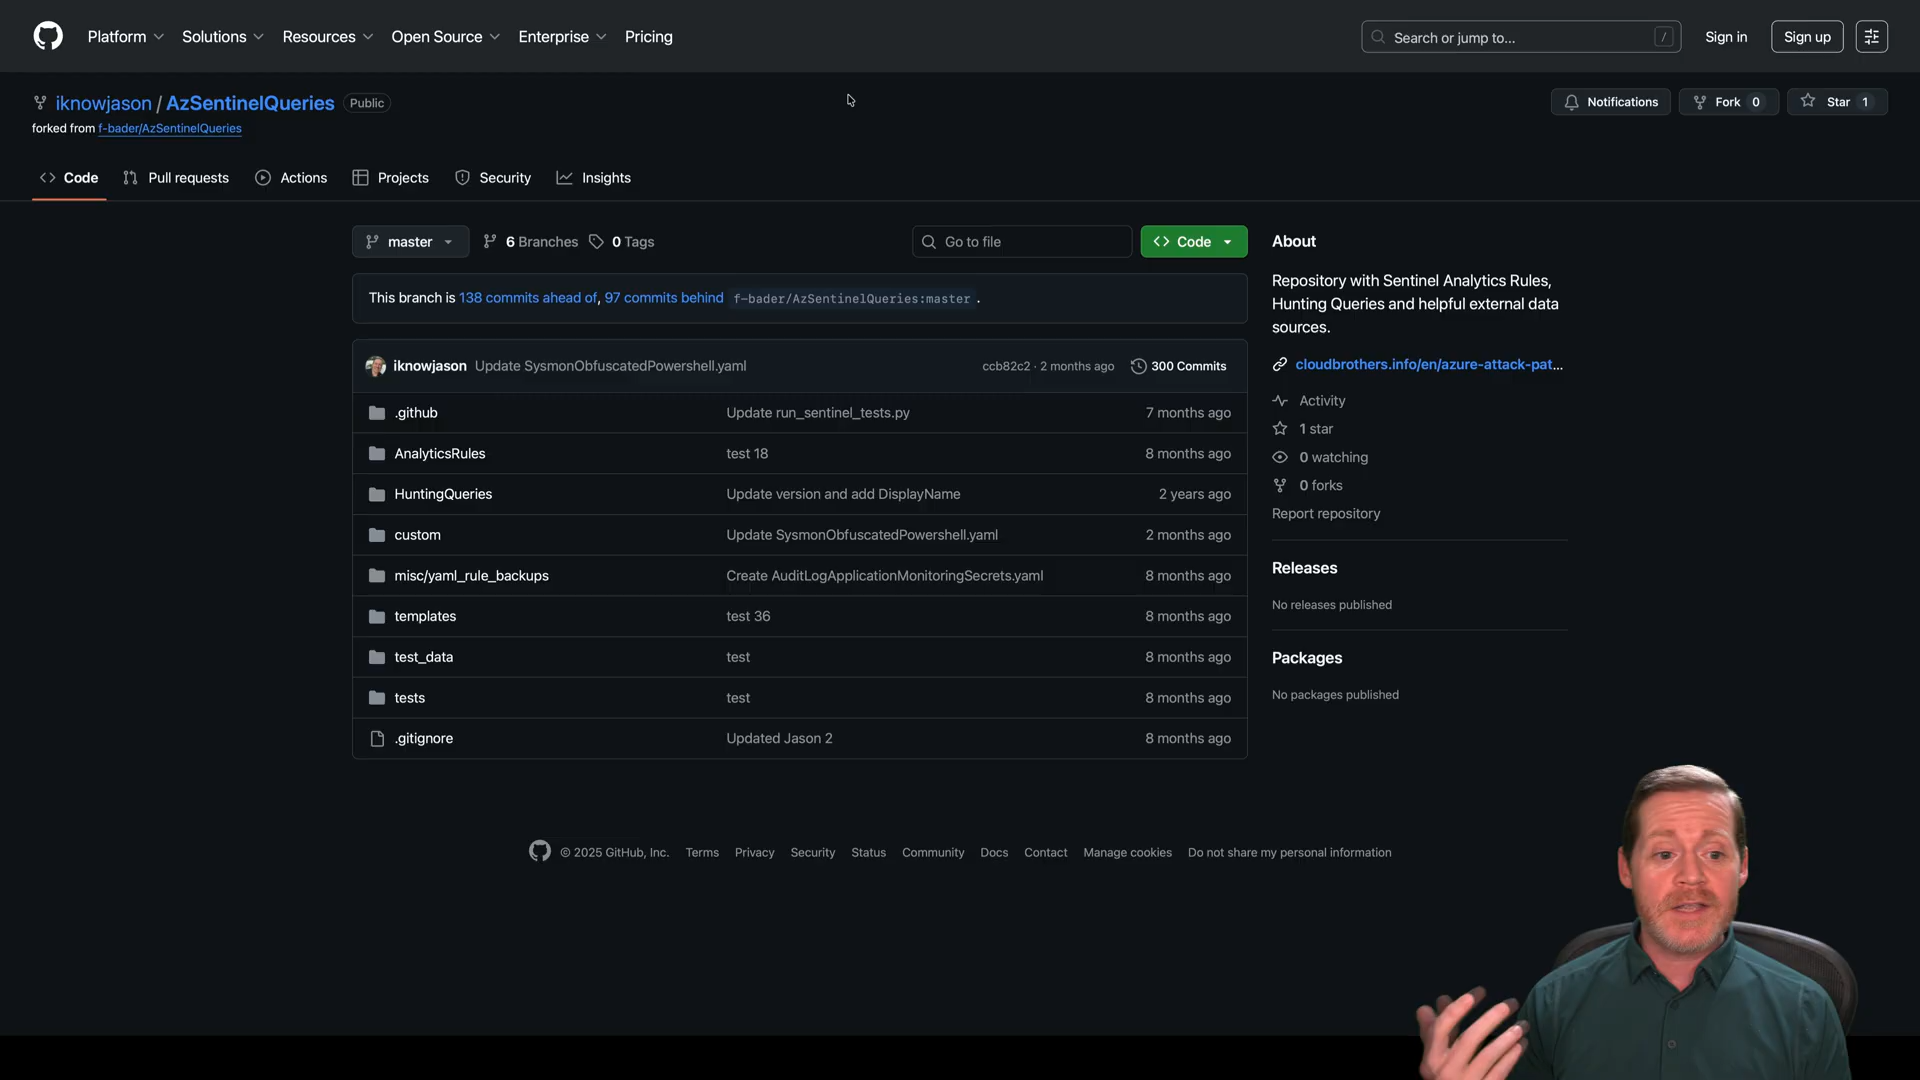 Platform Solutions Resources Open Source Enterprise Pricing Search or jump to... / Sign in Sign up
iknowjason / AzSentinelQueries Public Notifications Fork 0 Star 1
forked from f-bader/AzSentinelQueries
Code Pull requests Actions Projects Security Insights
master 6 Branches 0 Tags Go to file Code
This branch is 138 commits ahead of, 97 commits behind f-bader/AzSentinelQueries:master .
iknowjason Update SysmonObfuscatedPowershell.yaml ccb82c2 · 2 months ago 300 Commits
.github Update run_sentinel_tests.py 7 months ago
AnalyticsRules test 18 8 months ago
HuntingQueries Update version and add DisplayName 2 years ago
custom Update SysmonObfuscatedPowershell.yaml 2 months ago
misc/yaml_rule_backups Create AuditLogApplicationMonitoringSecrets.yaml 8 months ago
templates test 36 8 months ago
test_data test 8 months ago
tests test 8 months ago
.gitignore Updated Jason 2 8 months ago
About
Repository with Sentinel Analytics Rules,
Hunting Queries and helpful external data
sources.
cloudbrothers.info/en/azure-attack-pat...
Activity
1 star
0 watching
0 forks
Report repository
Releases
No releases published
Packages
No packages published
© 2025 GitHub, Inc. Terms Privacy Security Status Community Docs Contact Manage cookies Do not share my personal information